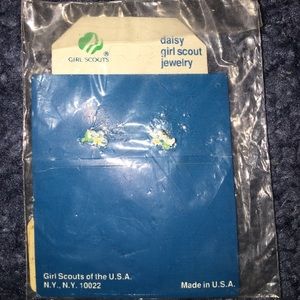 GIRL SCOUTS ®
daisy
girl scout
jewelry
Girl Scouts of the U.S.A.
N.Y., N.Y. 10022 Made in U.S.A.